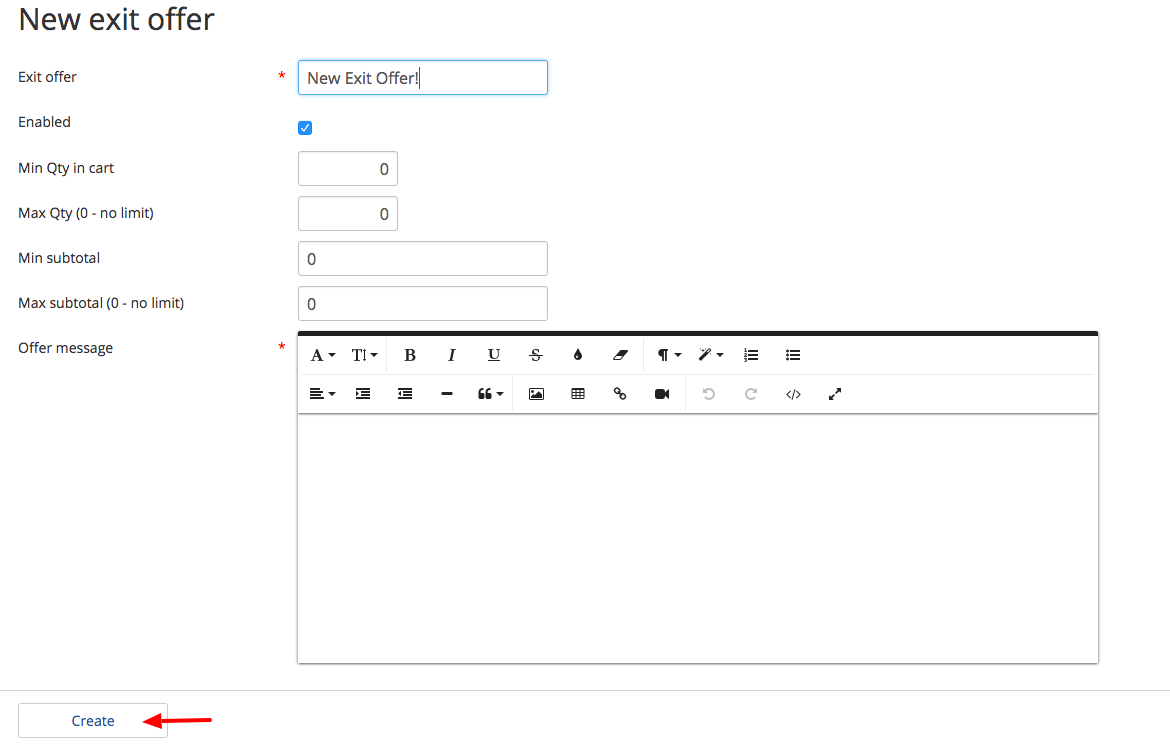 New exit offer
Exit offer * New Exit Offer!
Enabled
Min Qty in cart 0
Max Qty (0 - no limit) 0
Min subtotal 0
Max subtotal (0 - no limit) 0
Offer message *
Create